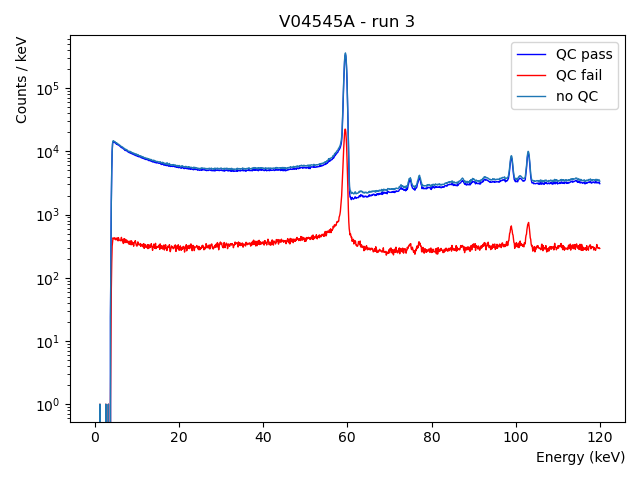 V04545A - run 3
Counts / keV
QC pass
QC fail
no QC
10^5
10^4
10^3
10^2
10^1
10^0
0 20 40 60 80 100 120
Energy (keV)